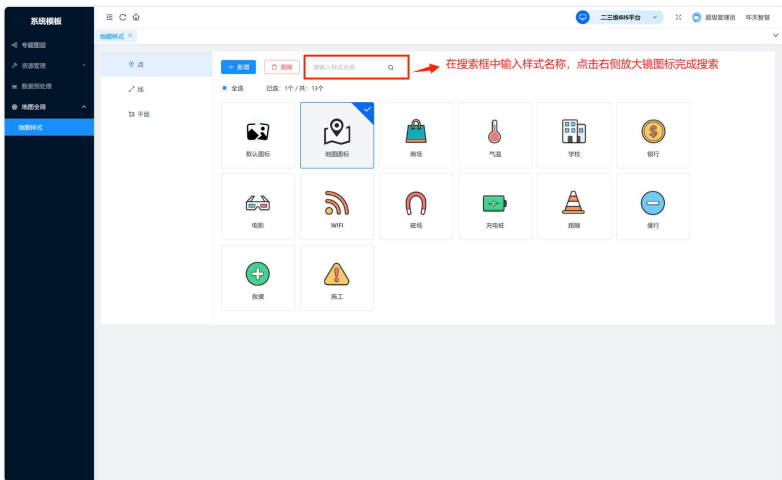 系统模板
二三维GIS平台
超级管理员
环天智慧
地图样式 ×
专题图层
资源管理
数据预处理
地图全局
地图样式
点
线
平面
+ 新增
删除
请输入样式名称
在搜索框中输入样式名称，点击右侧放大镜图标完成搜索
全选 已选：1个 / 共：13个
默认图标
地图图标
商场
气温
学校
银行
电影
WIFI
磁场
充电桩
路障
缓行
救援
施工